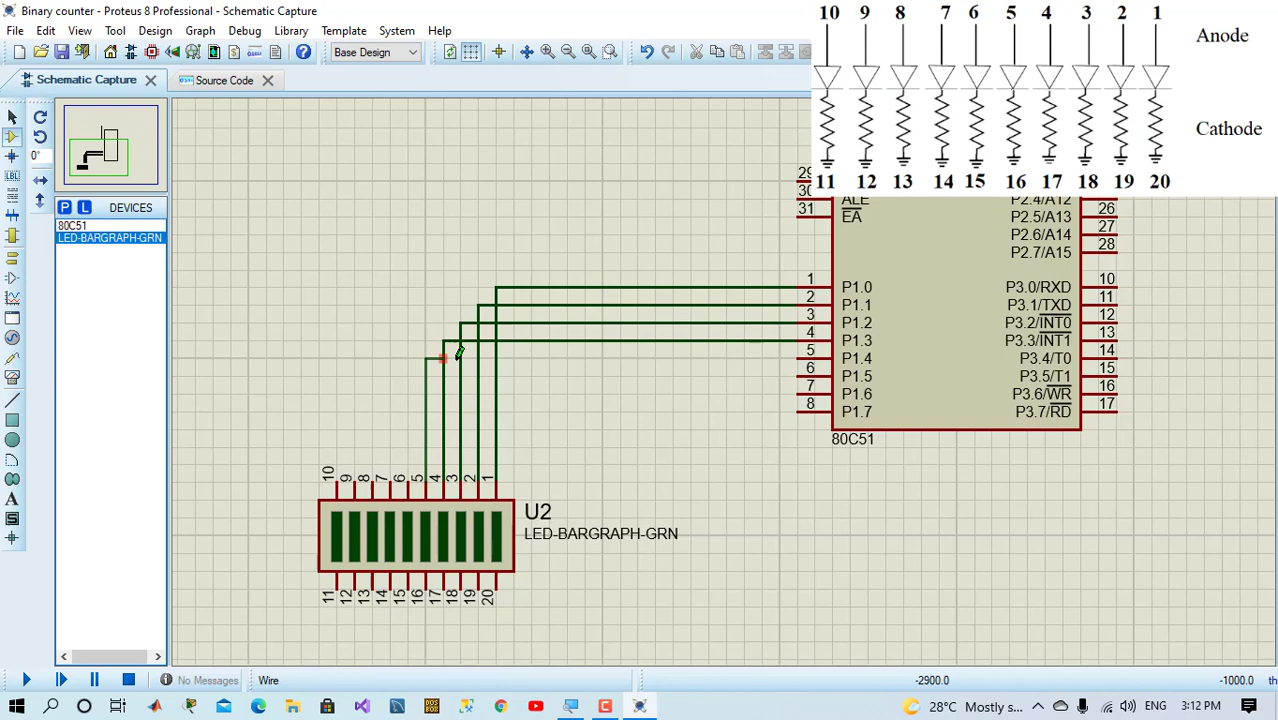 Binary counter - Proteus 8 Professional - Schematic Capture
File Edit View Tool Design Graph Debug Library Template System Help
Base Design
Schematic Capture
Source Code
10 9 8 7 6 5 4 3 2 1
Anode
Cathode
11 12 13 14 15 16 17 18 19 20
0°
P L DEVICES
80C51
LED-BARGRAPH-GRN
LBL
29
30
31
ALE
EA
P2.4/A12
P2.5/A13
P2.6/A14
P2.7/A15
26
27
28
1 P1.0 P3.0/RXD 10
2 P1.1 P3.1/TXD 11
3 P1.2 P3.2/INT0 12
4 P1.3 P3.3/INT1 13
5 P1.4 P3.4/T0 14
6 P1.5 P3.5/T1 15
7 P1.6 P3.6/WR 16
8 P1.7 P3.7/RD 17
80C51
10 9 8 7 6 5 4 3 2 1
U2
LED-BARGRAPH-GRN
11 12 13 14 15 16 17 18 19 20
No Messages
Wire
-2900.0
-1000.0
th
28°C Mostly s...
ENG
3:12 PM